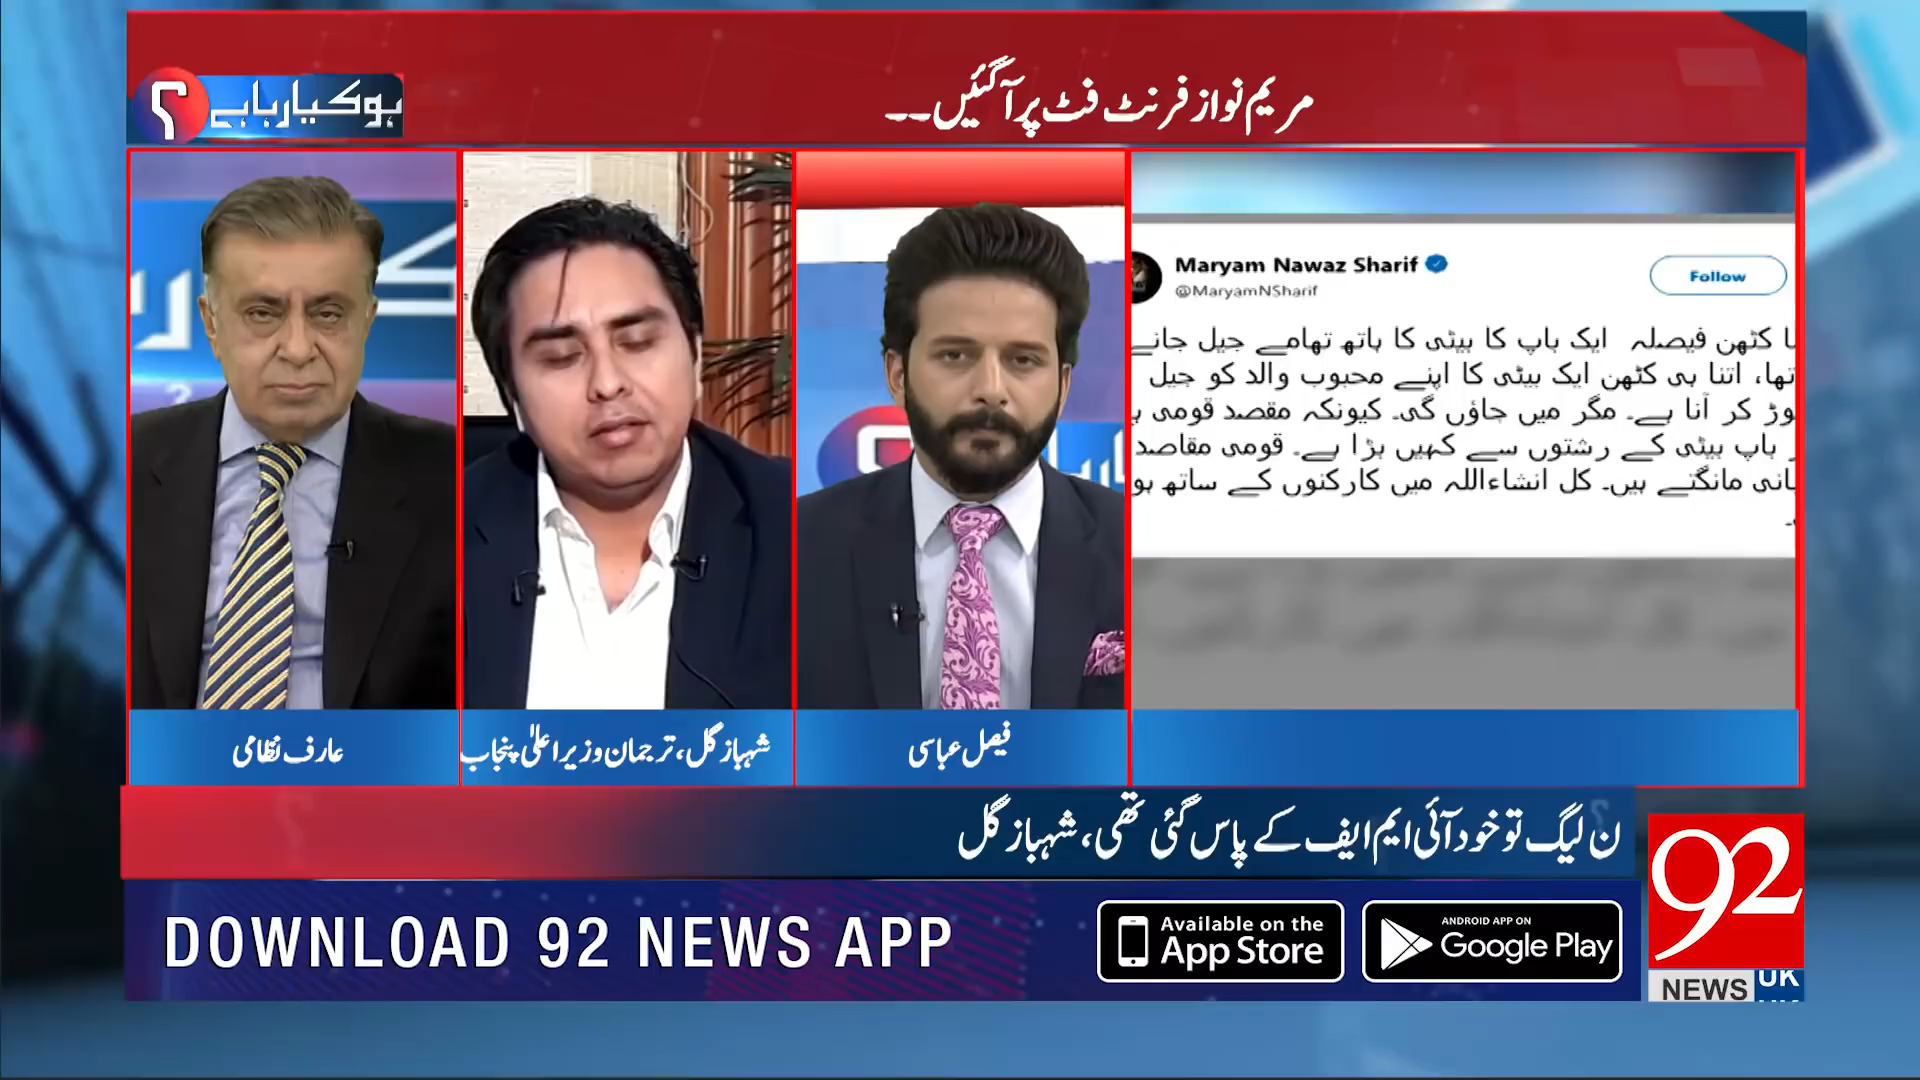 مریم نواز فرنٹ فٹ پر آگئیں۔۔
ہو کیا رہا ہے ؟
Maryam Nawaz Sharif
@MaryamNSharif
Follow
کٹھن فیصلہ ایک باپ کا بیٹی کا ہاتھ تھامے جیل جانے
تھا، اتنا ہی کٹھن ایک بیٹی کا اپنے محبوب والد کو جیل
کر آنا ہے۔ مگر میں جاؤں گی۔ کیونکہ مقصد قومی
باپ بیٹی کے رشتوں سے کہیں بڑا ہے۔ قومی مقاصد
مانگتے ہیں۔ کل انشاءاللہ میں کارکنوں کے ساتھ
عارف نظامی
شہباز گل، ترجمان وزیراعلیٰ پنجاب
فیصل عباسی
ن لیگ تو خود آئی ایم ایف کے پاس گئی تھی، شہباز گل
DOWNLOAD 92 NEWS APP
Available on the
App Store
ANDROID APP ON
Google Play
92
NEWS UK